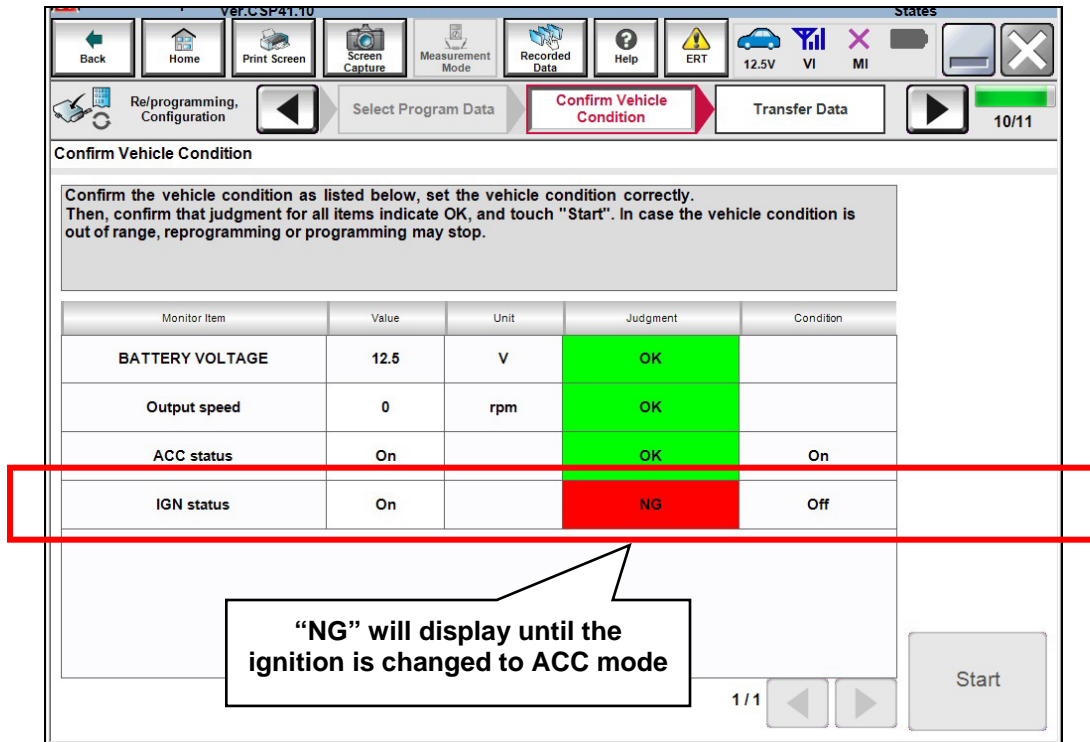 Ver.CSP41.10
States
Back
Home
Print Screen
Screen
Capture
Measurement
Mode
Recorded
Data
Help
ERT
12.5V
VI
MI
Re/programming,
Configuration
Select Program Data
Confirm Vehicle
Condition
Transfer Data
10/11
Confirm Vehicle Condition
Confirm the vehicle condition as listed below, set the vehicle condition correctly.
Then, confirm that judgment for all items indicate OK, and touch "Start". In case the vehicle condition is
out of range, reprogramming or programming may stop.
Monitor Item Value Unit Judgment Condition
BATTERY VOLTAGE 12.5 V OK
Output speed 0 rpm OK
ACC status On OK On
IGN status On NG Off
“NG” will display until the
ignition is changed to ACC mode
1/1
Start